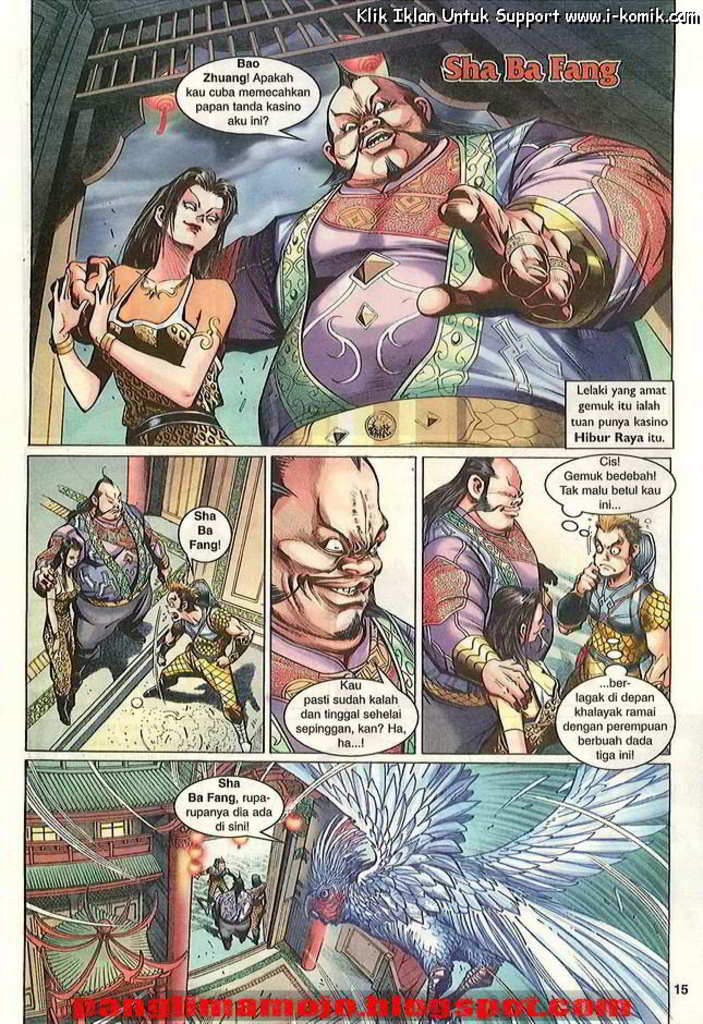 Klik Iklan Untuk Support www.i-komik.com
Sha Ba Fang
Bao
Zhuang! Apakah
kau cuba memecahkan
papan tanda kasino
aku ini?
Lelaki yang amat
gemuk itu ialah
tuan punya kasino
Hibur Raya itu.
Sha
Ba
Fang!
Kau
pasti sudah kalah
dan tinggal sehelai
sepinggan, kan? Ha,
ha...!
Cis!
Gemuk bedebah!
Tak malu betul kau
ini...
...ber-
lagak di depan
khalayak ramai
dengan perempuan
berbuah dada
tiga ini!
Sha
Ba Fang, rupa-
rupanya dia ada
di sini!
15
panglimamojo.blogspot.com